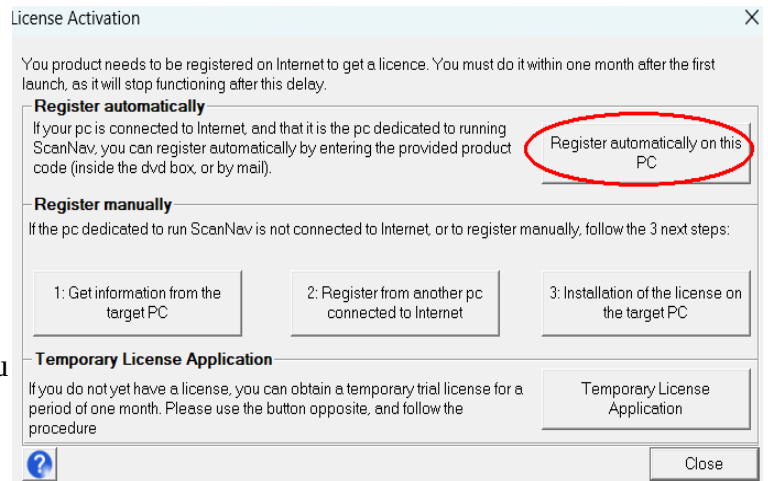 License Activation
You product needs to be registered on Internet to get a licence. You must do it within one month after the first
launch, as it will stop functioning after this delay.
Register automatically
If your pc is connected to Internet, and that it is the pc dedicated to running
ScanNav, you can register automatically by entering the provided product
code (inside the dvd box, or by mail).
Register automatically on this
PC
Register manually
If the pc dedicated to run ScanNav is not connected to Internet, or to register manually, follow the 3 next steps:
1: Get information from the
target PC
2: Register from another pc
connected to Internet
3: Installation of the license on
the target PC
u
Temporary License Application
If you do not yet have a license, you can obtain a temporary trial license for a
period of one month. Please use the button opposite, and follow the
procedure
Temporary License
Application
?
Close